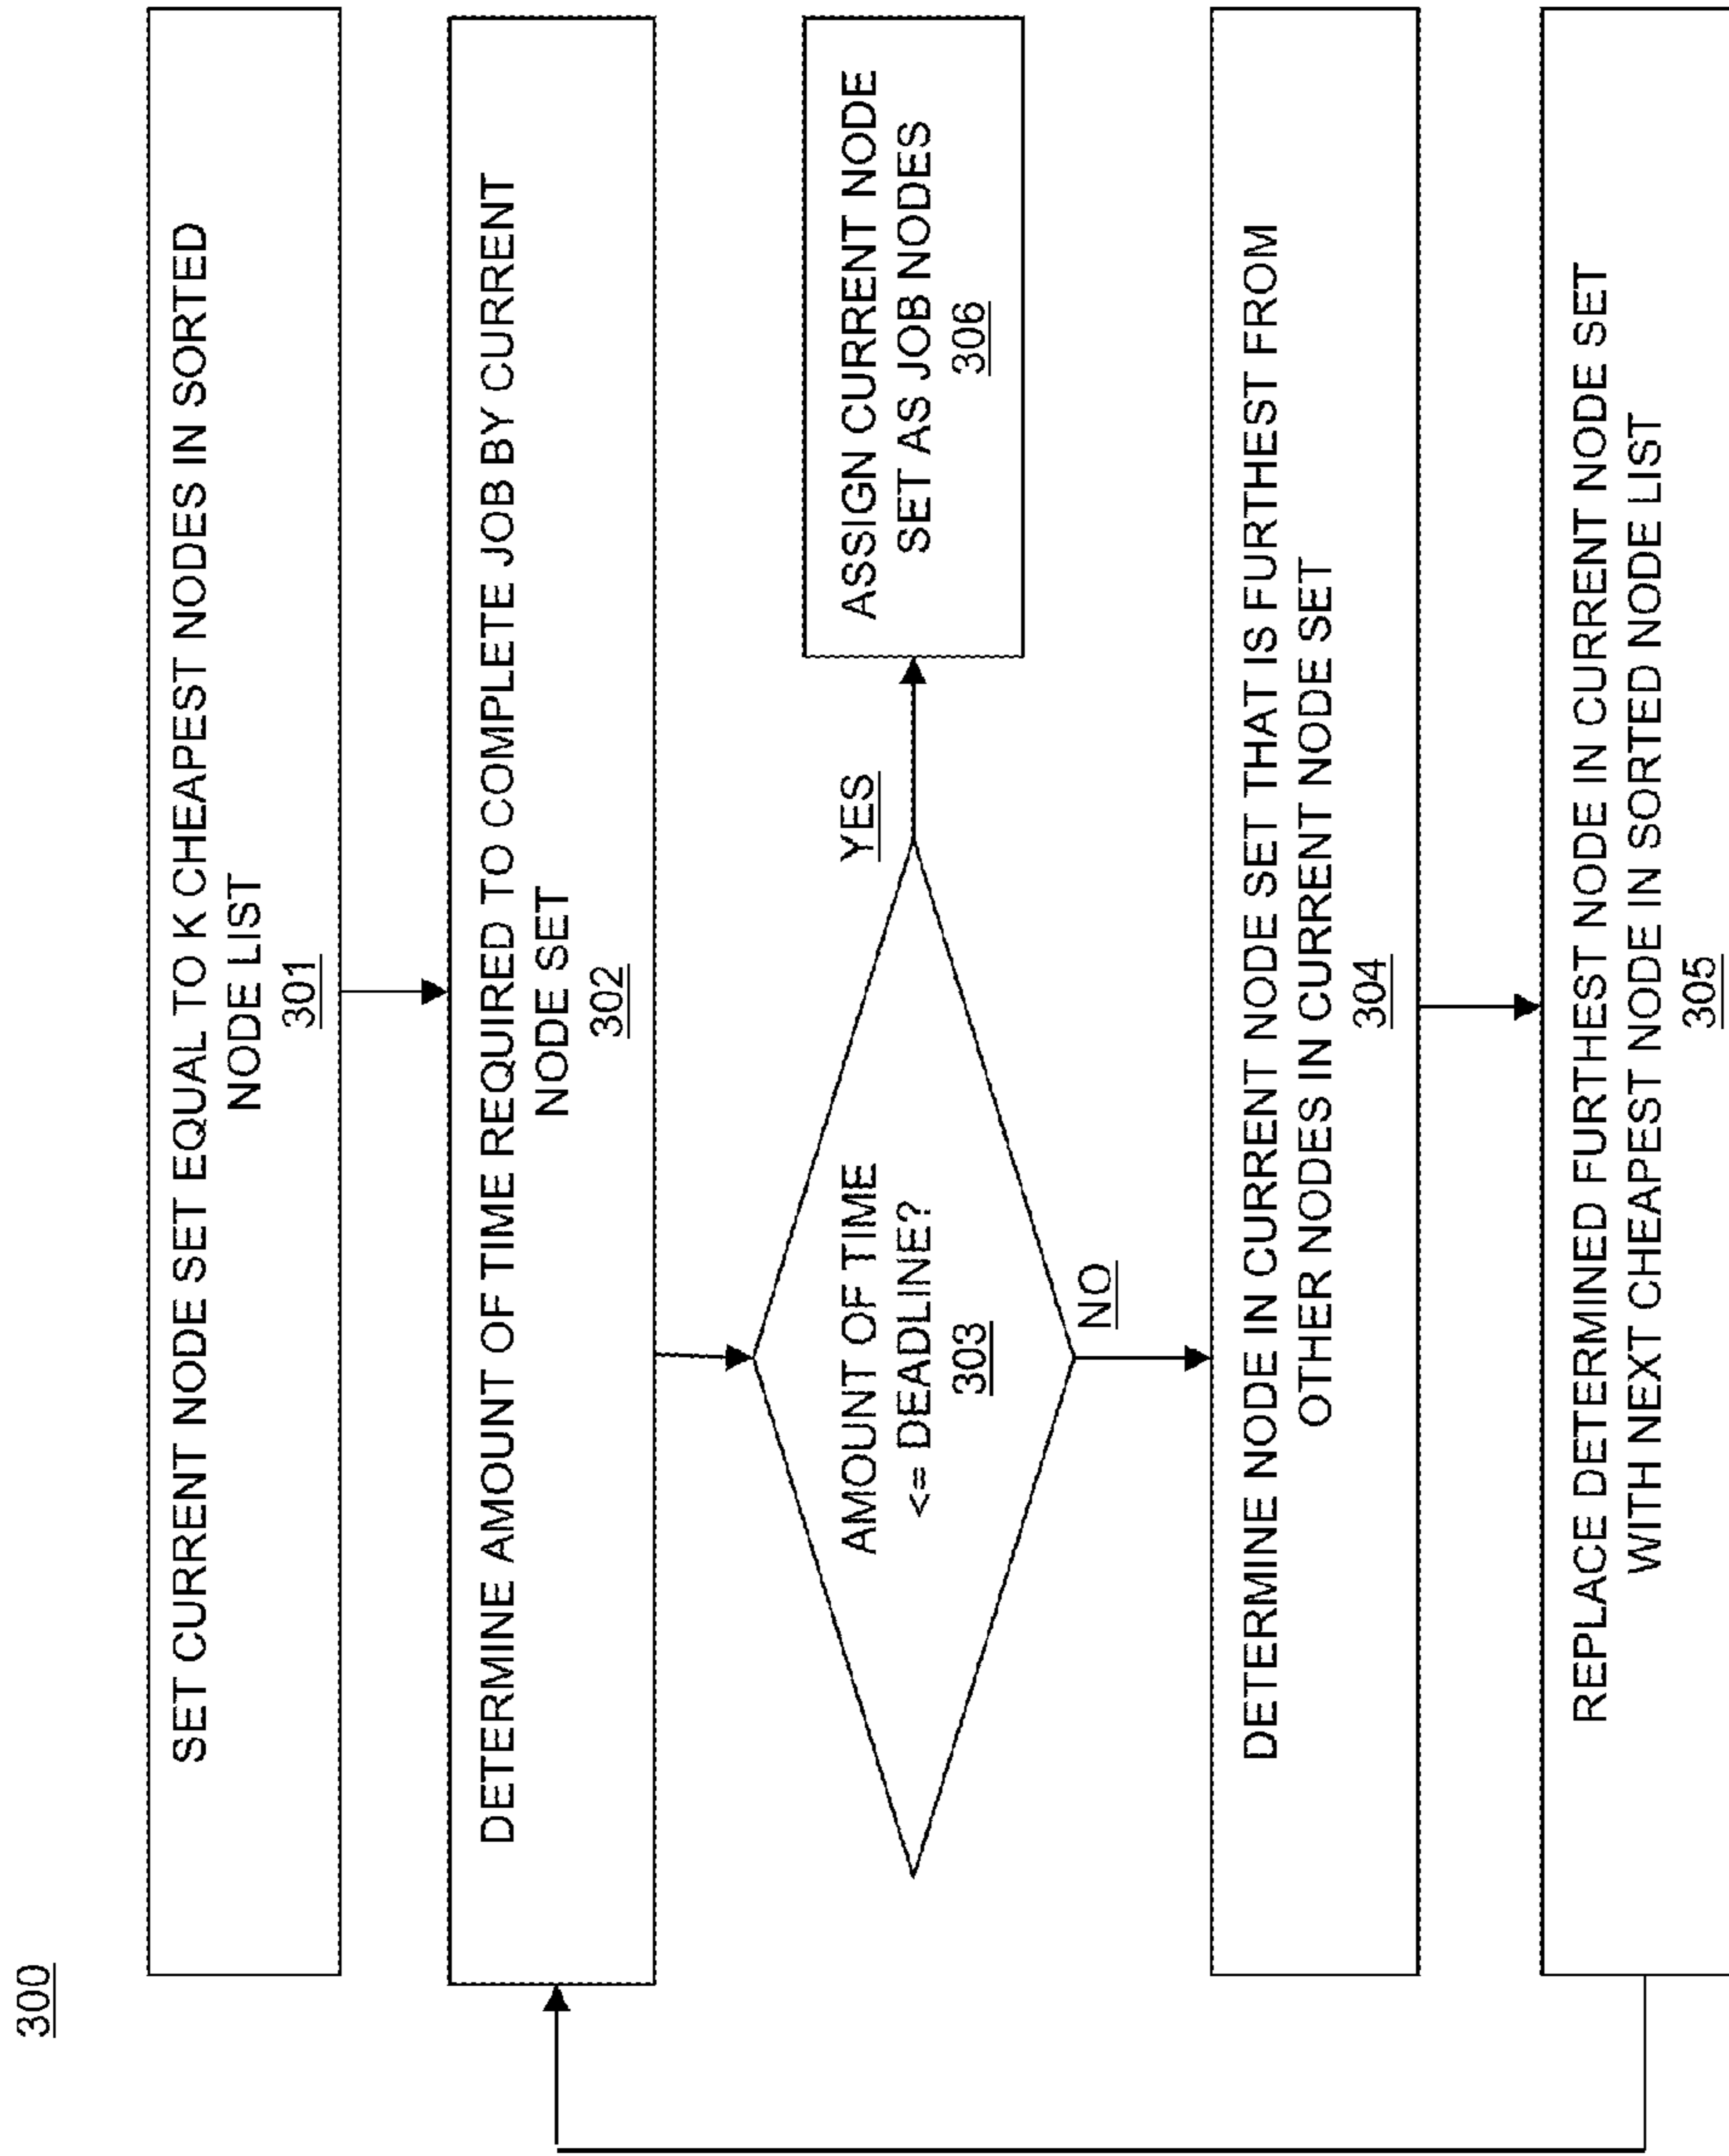 300
SET CURRENT NODE SET EQUAL TO K CHEAPEST NODES IN SORTED
NODE LIST
301
DETERMINE AMOUNT OF TIME REQUIRED TO COMPLETE JOB BY CURRENT
NODE SET
302
AMOUNT OF TIME
<= DEADLINE?
303
YES
ASSIGN CURRENT NODE
SET AS JOB NODES
306
NO
DETERMINE NODE IN CURRENT NODE SET THAT IS FURTHEST FROM
OTHER NODES IN CURRENT NODE SET
304
REPLACE DETERMINED FURTHEST NODE IN CURRENT NODE SET
WITH NEXT CHEAPEST NODE IN SORTED NODE LIST
305